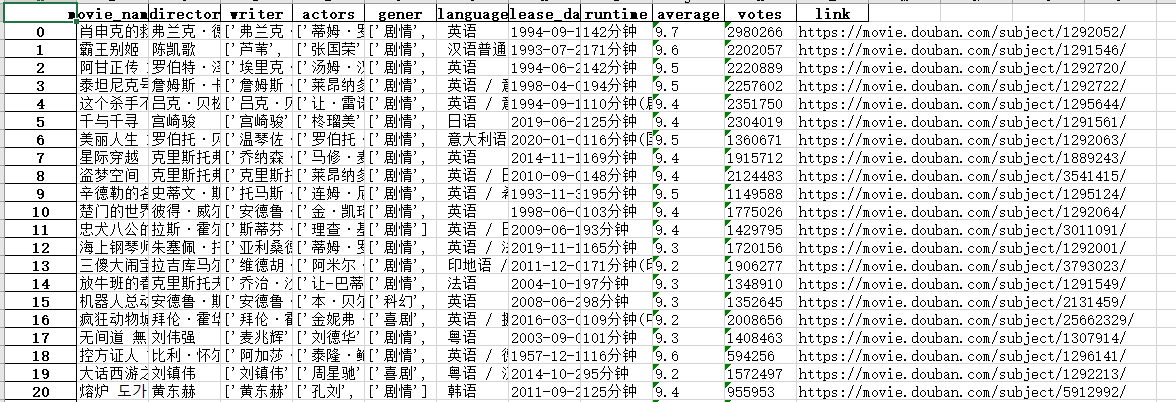 movie_nam director writer actors gener language lease_da runtime average votes link
0 肖申克的 弗兰克·德 ['弗兰克· ['蒂姆·罗 ['剧情', 英语 1994-09-1 142分钟 9.7 2980266 https://movie.douban.com/subject/1292052/
1 霸王别姬 陈凯歌 ['芦苇', ['张国荣' ['剧情', 汉语普通 1993-07-2 171分钟 9.6 2202057 https://movie.douban.com/subject/1291546/
2 阿甘正传 罗伯特· ['埃里克 ['汤姆· ['剧情', 英语 1994-06-2 142分钟 9.5 2220889 https://movie.douban.com/subject/1292720/
3 泰坦尼克号 詹姆斯· ['詹姆斯· ['莱昂纳多 ['剧情', 英语 / 1998-04-0 194分钟 9.5 2257602 https://movie.douban.com/subject/1292722/
4 这个杀手不 吕克·贝松 ['吕克· ['让·雷诺 ['剧情', 英语 / 1994-09-1 110分钟( 9.4 2351750 https://movie.douban.com/subject/1295644/
5 千与千寻 宫崎骏 ['宫崎骏' ['柊瑠美' ['剧情', 日语 2019-06-2 125分钟 9.4 2304019 https://movie.douban.com/subject/1291561/
6 美丽人生 罗伯托· ['温琴佐 ['罗伯托 ['剧情', 意大利语 2020-01-0 116分钟( 9.5 1360671 https://movie.douban.com/subject/1292063/
7 星际穿越 克里斯托弗 ['乔纳森 ['马修· ['剧情', 英语 2014-11-1 169分钟 9.4 1915712 https://movie.douban.com/subject/1889243/
8 盗梦空间 克里斯托弗 ['克里斯托 ['莱昂纳多 ['剧情', 英语 / 2010-09-0 148分钟 9.4 2124483 https://movie.douban.com/subject/3541415/
9 辛德勒的名 史蒂文·斯 ['托马斯· ['连姆· ['剧情', 英语 / 1993-11-3 195分钟 9.5 1149588 https://movie.douban.com/subject/1295124/
10 楚门的世界 彼得·威尔 ['安德鲁 ['金·凯瑞 ['剧情', 英语 1998-06-0 103分钟 9.4 1775026 https://movie.douban.com/subject/1292064/
11 忠犬八公的 拉斯·霍尔 ['斯蒂芬 ['理查· ['剧情'] 英语 / 2009-06-1 93分钟 9.4 1429795 https://movie.douban.com/subject/3011091/
12 海上钢琴师 朱塞佩· ['亚利桑德 ['蒂姆·罗 ['剧情', 英语 / 2019-11-1 165分钟 9.3 1720156 https://movie.douban.com/subject/1292001/
13 三傻大闹宝 拉吉库马尔 ['维德胡 ['阿米尔 ['剧情', 印地语 / 2011-12-0 171分钟( 9.2 1906277 https://movie.douban.com/subject/3793023/
14 放牛班的春 克里斯托夫 ['乔治· ['让-巴蒂 ['剧情', 法语 2004-10-1 97分钟 9.3 1348910 https://movie.douban.com/subject/1291549/
15 机器人总动 安德鲁·斯 ['安德鲁 ['本·贝尔 ['科幻', 英语 2008-06-2 98分钟 9.3 1352645 https://movie.douban.com/subject/2131459/
16 疯狂动物城 拜伦·霍华 ['拜伦· ['金妮弗 ['喜剧', 英语 / 2016-03-0 109分钟( 9.2 2008656 https://movie.douban.com/subject/25662329/
17 无间道 無 刘伟强 ['麦兆辉' ['刘德华' ['剧情', 粤语 2003-09-0 101分钟 9.3 1408463 https://movie.douban.com/subject/1307914/
18 控方证人 比利·怀尔 ['阿加莎 ['泰隆· ['剧情', 英语 / 1957-12-1 116分钟 9.6 594256 https://movie.douban.com/subject/1296141/
19 大话西游之 刘镇伟 ['刘镇伟' ['周星驰' ['喜剧', 粤语 / 2014-10-2 95分钟 9.2 1572497 https://movie.douban.com/subject/1292213/
20 熔炉 도가 黄东赫 ['黄东赫' ['孔刘', ['剧情'] 韩语 2011-09-2 125分钟 9.4 955953 https://movie.douban.com/subject/5912992/